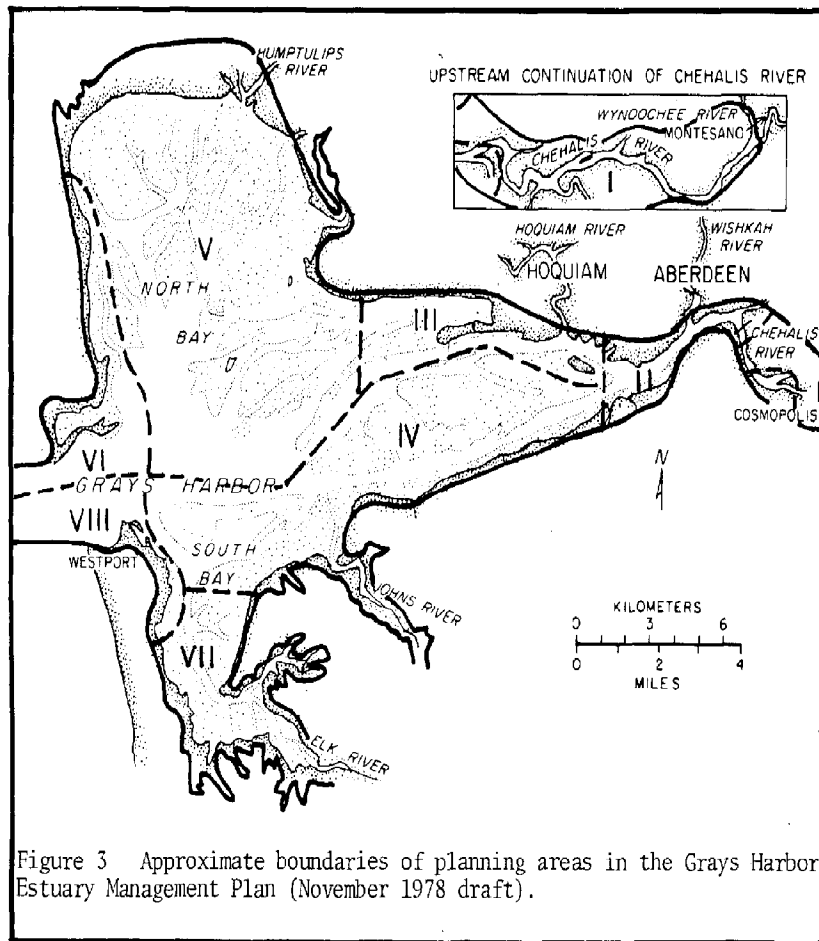 HUMPTULIPS
RIVER
UPSTREAM CONTINUATION OF CHEHALIS RIVER
WYNOOCHEE RIVER
MONTESANO
CHEHALIS
RIVER
I
HOQUIAM RIVER
WISHKAH
RIVER
HOQUIAM
ABERDEEN
V
NORTH
BAY
III
CHEHALIS
RIVER
II
I
COSMOPOLIS
IV
VI
GRAYS HARBOR
N
VIII
WESTPORT
SOUTH
BAY
JOHNS RIVER
KILOMETERS
0 3 6
0 2 4
MILES
VII
ELK RIVER
Figure 3 Approximate boundaries of planning areas in the Grays Harbor
Estuary Management Plan (November 1978 draft).